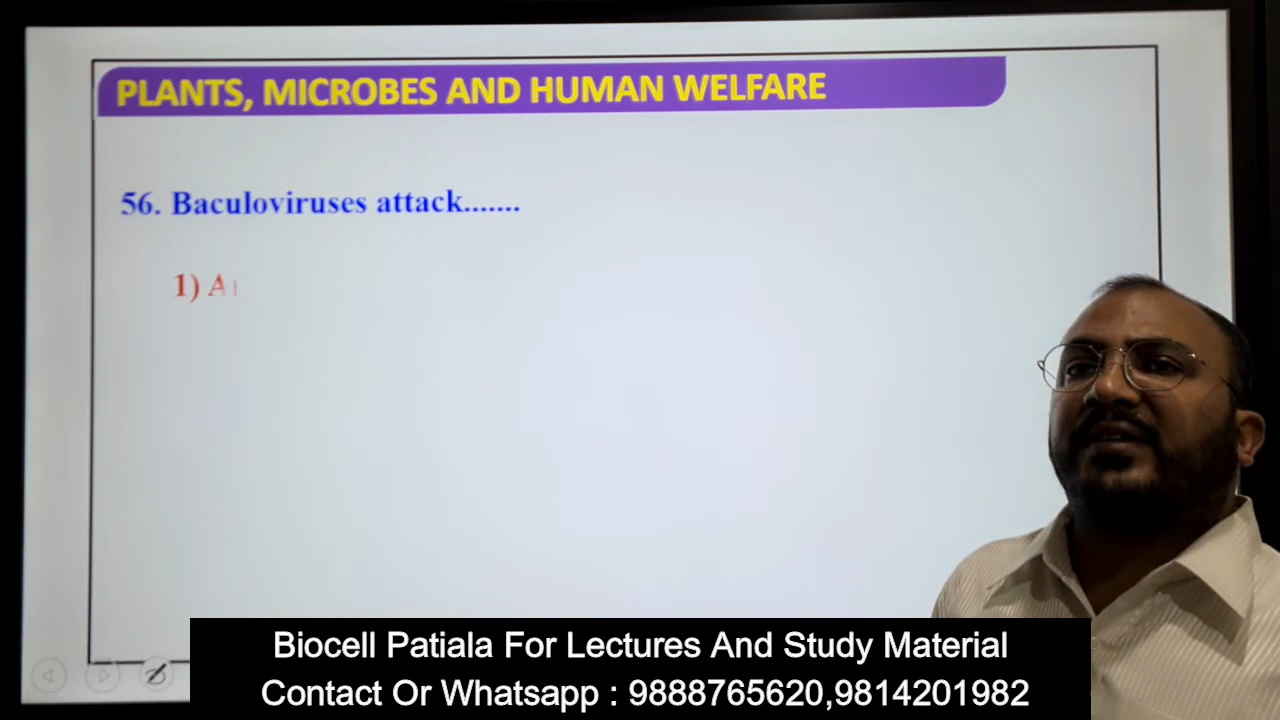 PLANTS, MICROBES AND HUMAN WELFARE
56. Baculoviruses attack.......
1) A
Biocell Patiala For Lectures And Study Material
Contact Or Whatsapp : 9888765620,9814201982